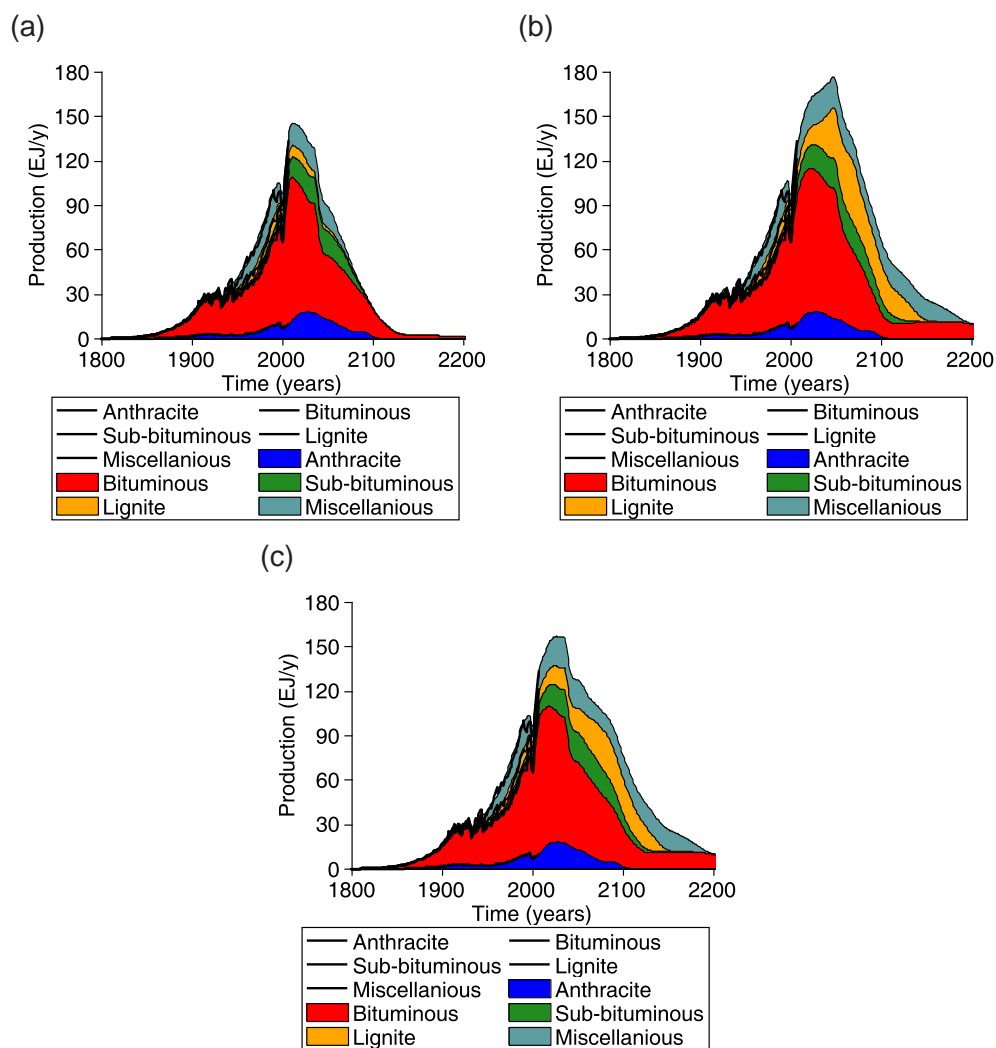 (a)
180
150
120
90
60
30
0
Production (EJ/y)
1800 1900 2000 2100 2200
Time (years)
Anthracite Bituminous
Sub-bituminous Lignite
Miscellanious Anthracite
Bituminous Sub-bituminous
Lignite Miscellanious
(b)
180
150
120
90
60
30
0
Production (EJ/y)
1800 1900 2000 2100 2200
Time (years)
Anthracite Bituminous
Sub-bituminous Lignite
Miscellanious Anthracite
Bituminous Sub-bituminous
Lignite Miscellanious
(c)
180
150
120
90
60
30
0
Production (EJ/y)
1800 1900 2000 2100 2200
Time (years)
Anthracite Bituminous
Sub-bituminous Lignite
Miscellanious Anthracite
Bituminous Sub-bituminous
Lignite Miscellanious